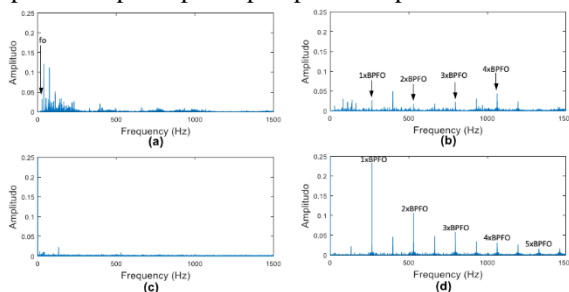 0.25
0.2
0.15
0.1
0.05
0
Amplitudo
fo
0 500 1000 1500
Frequency (Hz)
(a)
0.25
0.2
0.15
0.1
0.05
0
Amplitudo
1xBPFO
2xBPFO
3xBPFO
4xBPFO
0 500 1000 1500
Frequency (Hz)
(b)
0.25
0.2
0.15
0.1
0.05
0
Amplitudo
0 500 1000 1500
Frequency (Hz)
(c)
0.25
0.2
0.15
0.1
0.05
0
Amplitudo
1xBPFO
2xBPFO
3xBPFO
4xBPFO
5xBPFO
0 500 1000 1500
Frequency (Hz)
(d)